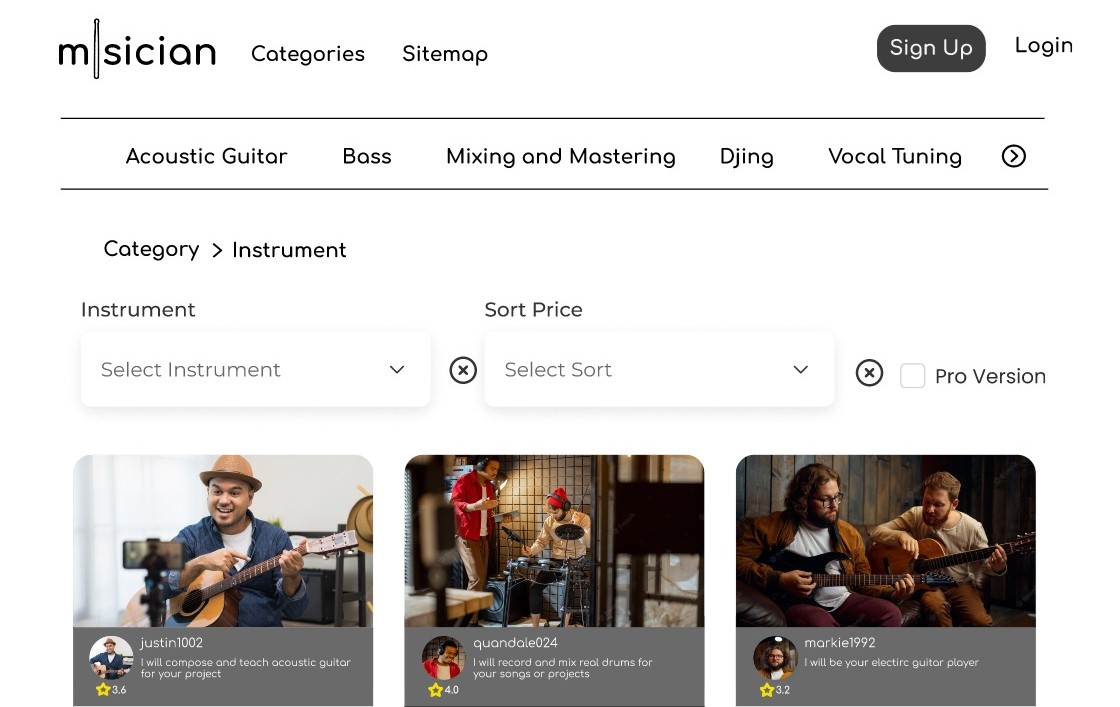 m|sician
Categories
Sitemap
Sign Up
Login
Acoustic Guitar
Bass
Mixing and Mastering
Djing
Vocal Tuning
Category > Instrument
Instrument
Sort Price
Select Instrument
Select Sort
Pro Version
justin1002
I will compose and teach acoustic guitar
for your project
3.6
quandale024
I will record and mix real drums for
your songs or projects
4.0
markie1992
I will be your electirc guitar player
3.2